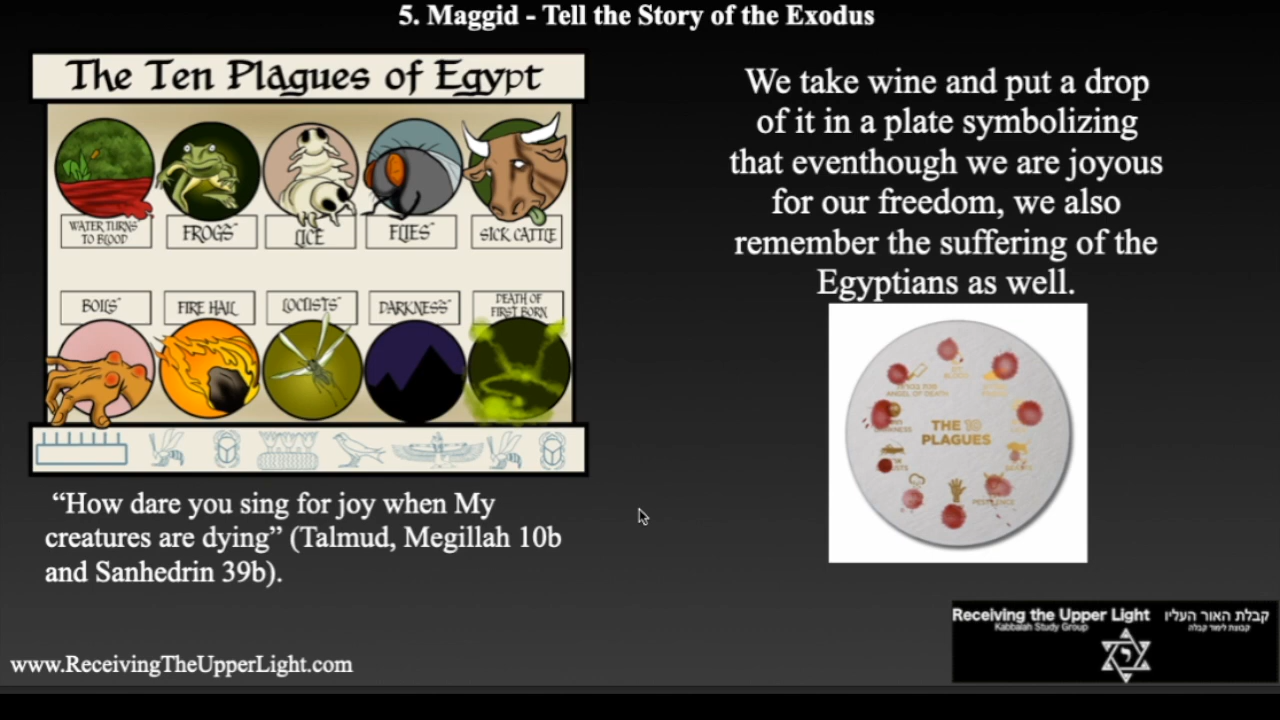 5. Maggid - Tell the Story of the Exodus
The Ten Plagues of Egypt
WATER TURNS
TO BLOOD
FROGS
LICE
FLIES
SICK CATTLE
BOILS
FIRE HAIL
LOCUSTS
DARKNESS
DEATH OF
FIRST BORN
“How dare you sing for joy when My
creatures are dying” (Talmud, Megillah 10b
and Sanhedrin 39b).
We take wine and put a drop
of it in a plate symbolizing
that eventhough we are joyous
for our freedom, we also
remember the suffering of the
Egyptians as well.
THE 10
PLAGUES
ANGEL OF DEATH
PESTILENCE
Receiving the Upper Light
Kabbalah Study Group
קבלת האור העליו
קבוצת לימוד קבלה
www.ReceivingTheUpperLight.com